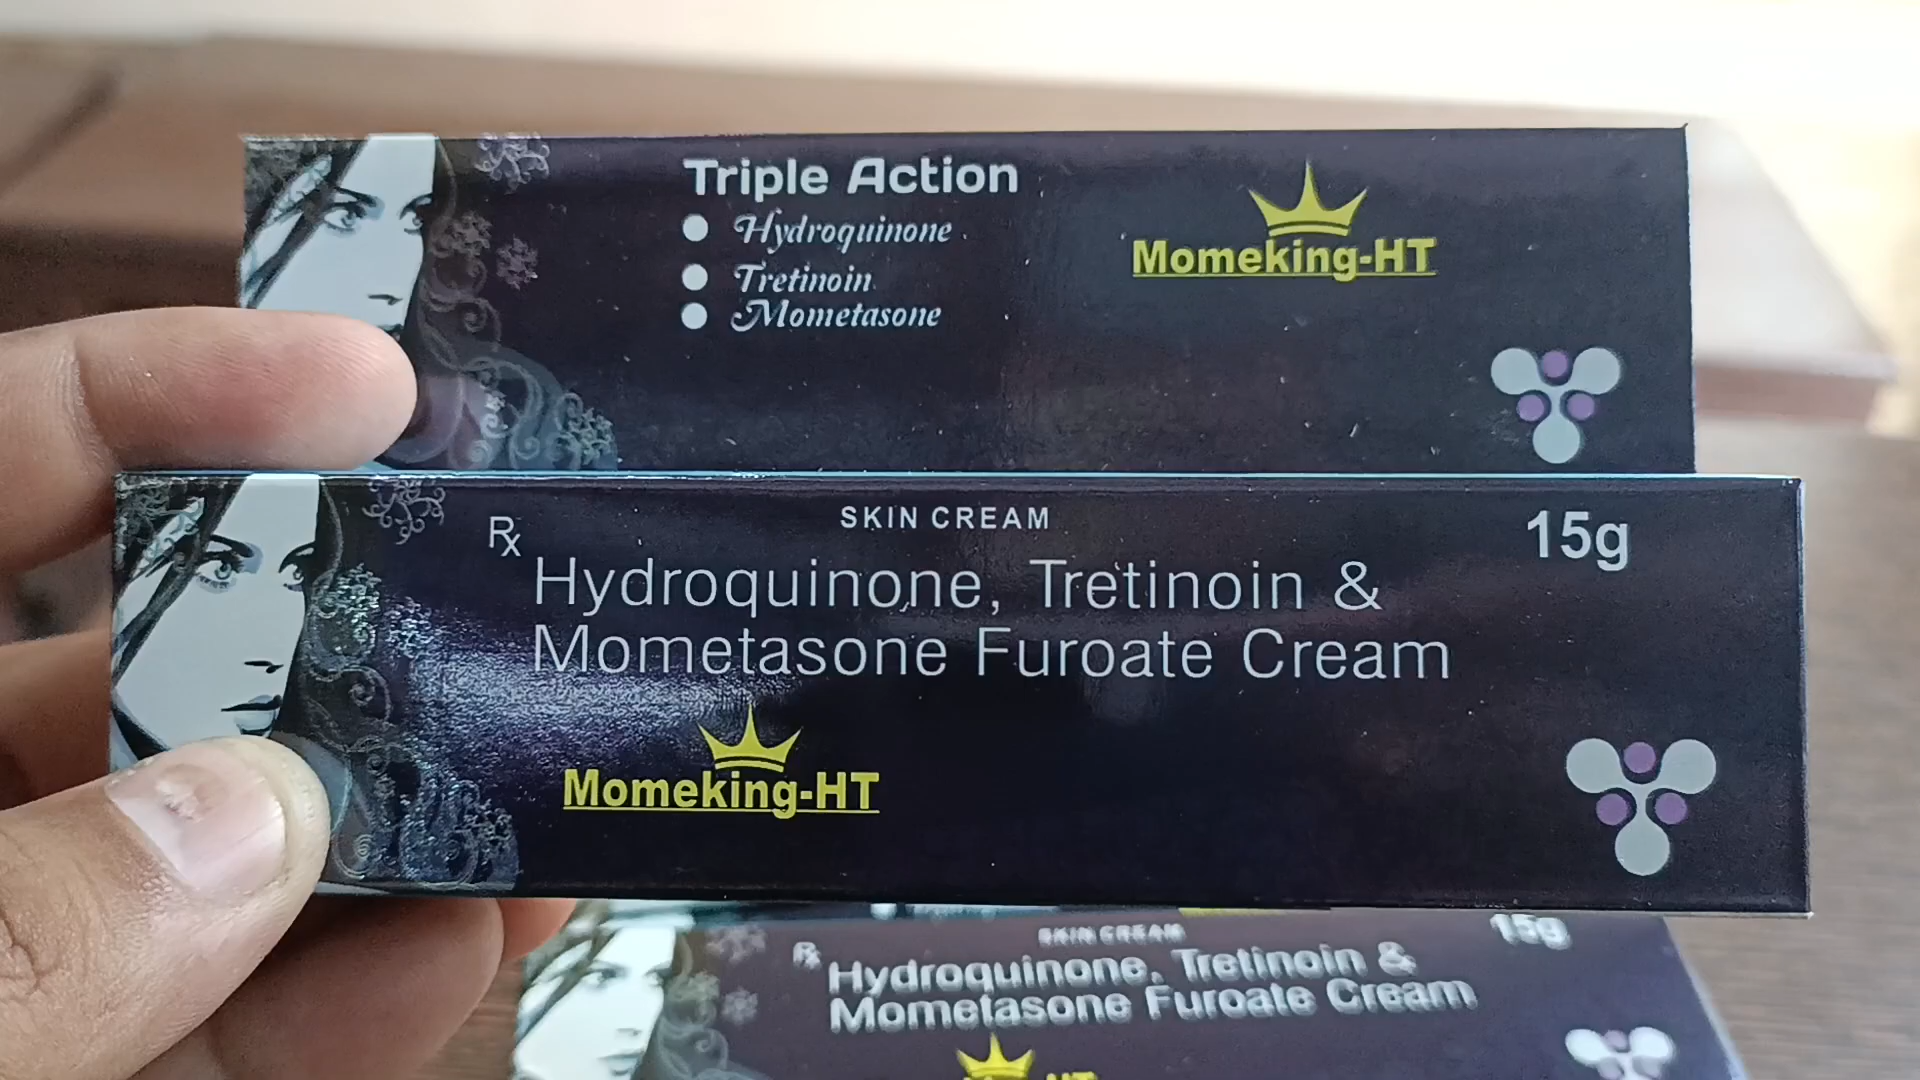 Triple Action
Hydroquinone
Tretinoin
Mometasone
Momeking-HT
SKIN CREAM
15g
Rx
Hydroquinone, Tretinoin &
Mometasone Furoate Cream
Momeking-HT
SKIN CREAM
15g
Rx
Hydroquinone, Tretinoin &
Mometasone Furoate Cream